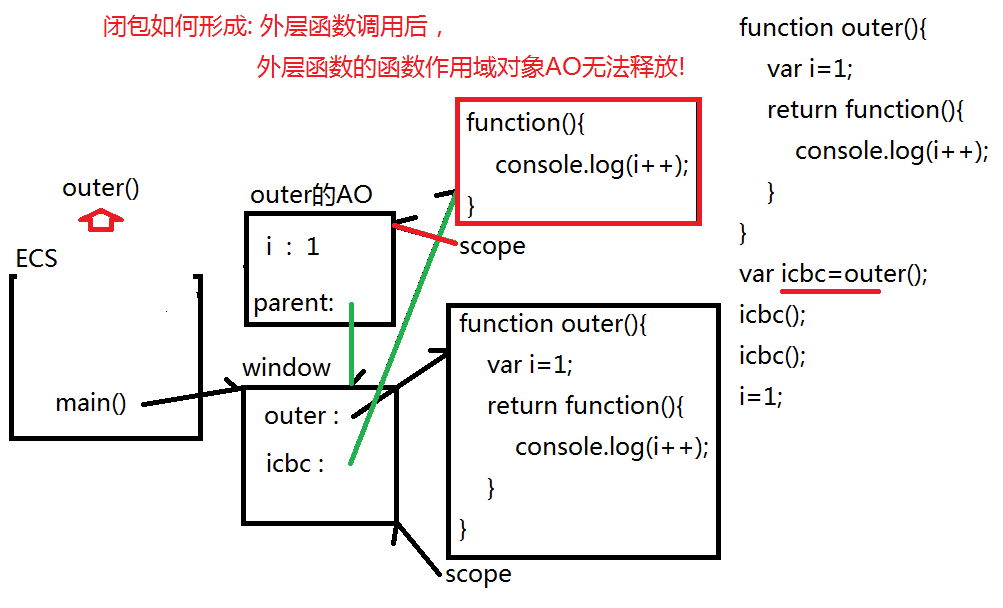 闭包如何形成: 外层函数调用后，
外层函数的函数作用域对象AO无法释放!
function outer(){
var i=1;
return function(){
console.log(i++);
}
}
var icbc=outer();
icbc();
icbc();
i=1;
function(){
console.log(i++);
}
scope
outer()
ECS
main()
outer的AO
i : 1
parent:
window
outer :
icbc :
function outer(){
var i=1;
return function(){
console.log(i++);
}
}
scope